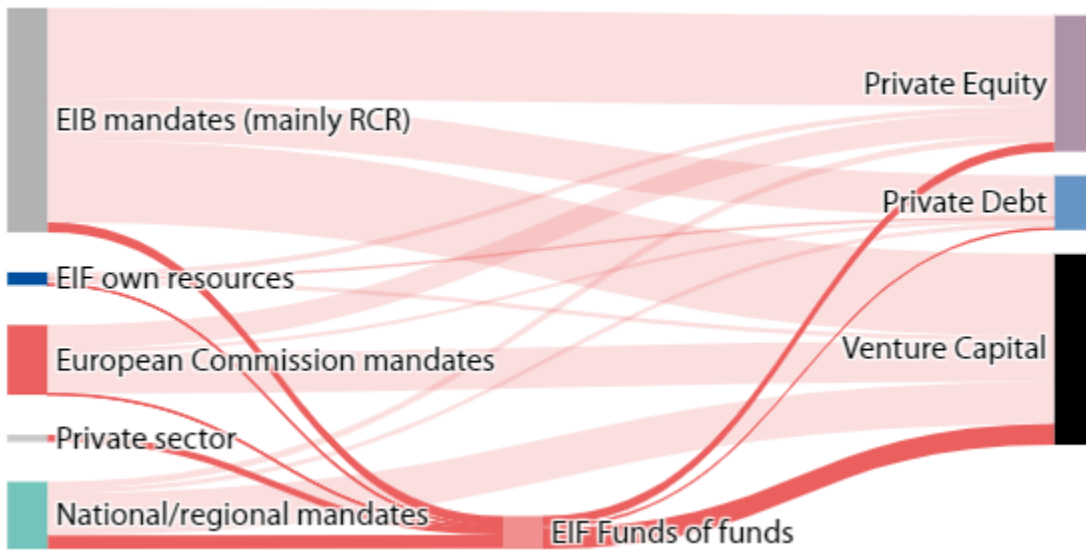 EIB mandates (mainly RCR)
EIF own resources
European Commission mandates
Private sector
National/regional mandates
EIF Funds of funds
Private Equity
Private Debt
Venture Capital